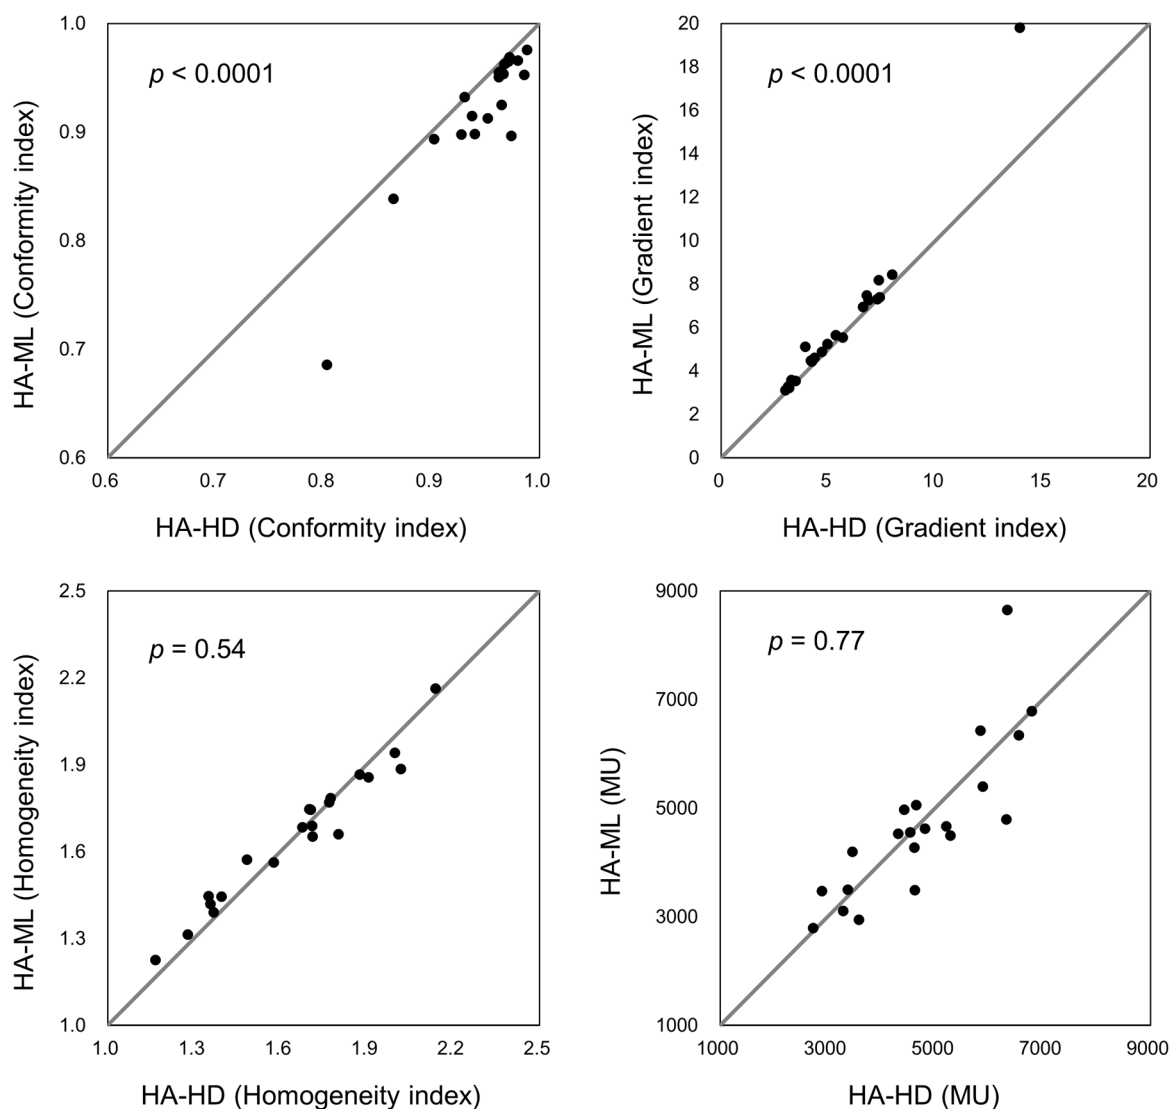 HA-ML (Conformity index)
1.0
0.9
0.8
0.7
0.6
p < 0.0001
0.6 0.7 0.8 0.9 1.0
HA-HD (Conformity index)
HA-ML (Gradient index)
20
18
16
14
12
10
8
6
4
2
0
p < 0.0001
0 5 10 15 20
HA-HD (Gradient index)
HA-ML (Homogeneity index)
2.5
2.2
1.9
1.6
1.3
1.0
p = 0.54
1.0 1.3 1.6 1.9 2.2 2.5
HA-HD (Homogeneity index)
HA-ML (MU)
9000
7000
5000
3000
1000
p = 0.77
1000 3000 5000 7000 9000
HA-HD (MU)